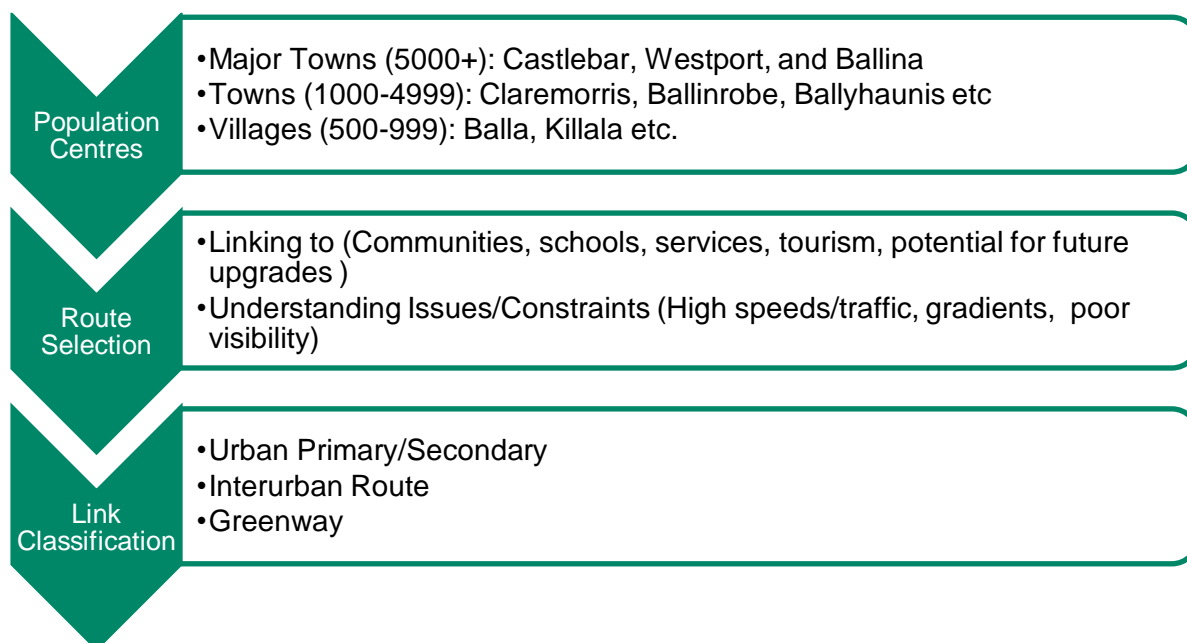 Population
Centres
•Major Towns (5000+): Castlebar, Westport, and Ballina
•Towns (1000-4999): Claremorris, Ballinrobe, Ballyhaunis etc
•Villages (500-999): Balla, Killala etc.
Route
Selection
•Linking to (Communities, schools, services, tourism, potential for future
upgrades )
•Understanding Issues/Constraints (High speeds/traffic, gradients,  poor
visibility)
Link
Classification
•Urban Primary/Secondary
•Interurban Route
•Greenway